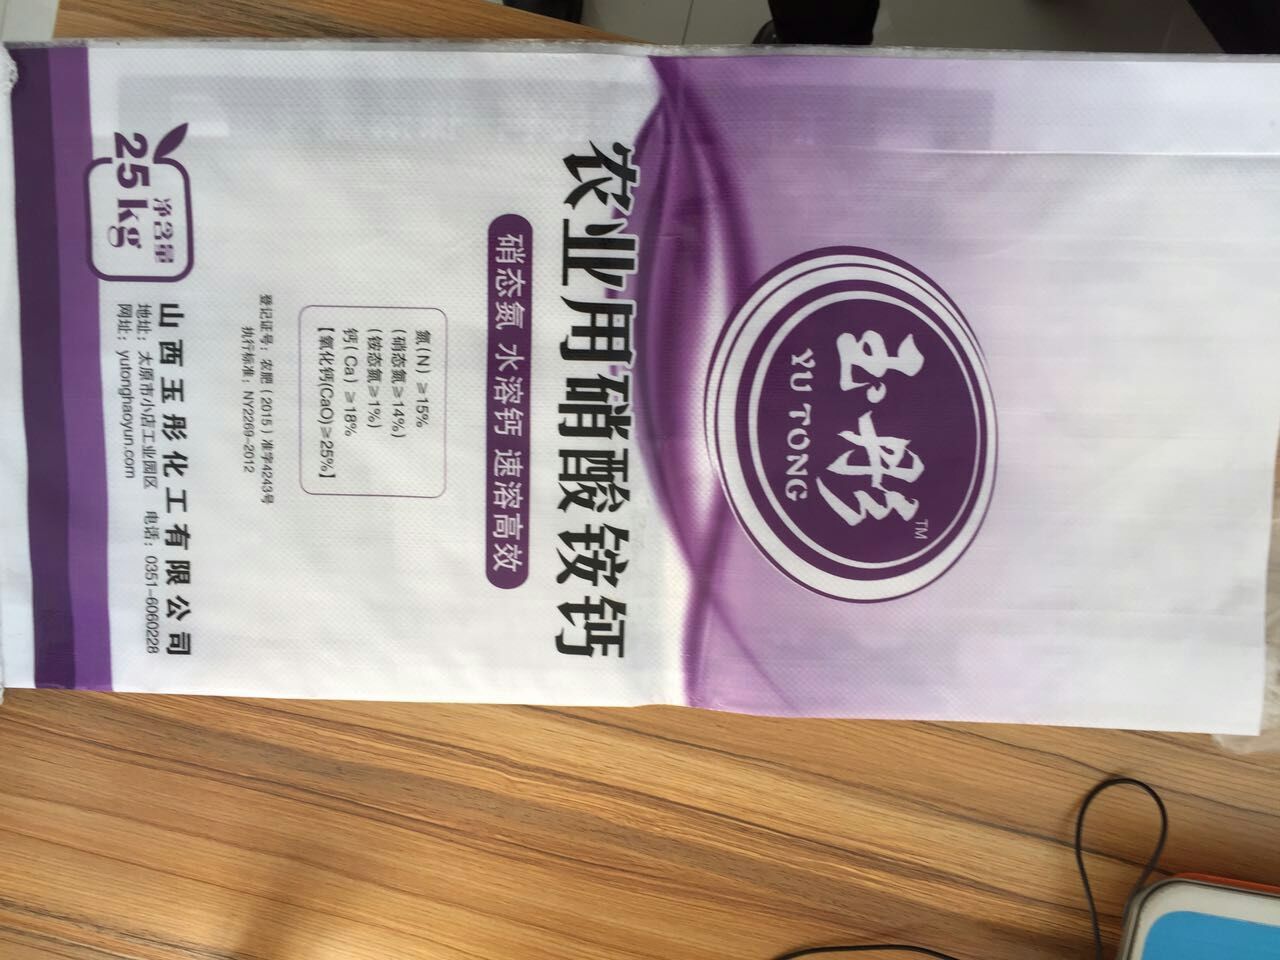 玉彤™
YU TONG
农业用硝酸铵钙
硝态氮 水溶钙 速溶高效
氮(N) ≥15%
(硝态氮≥14%)
(铵态氮≥1%)
钙(Ca) ≥18%
【氧化钙(CaO)≥25%】
登记证号：农肥（2015）准字4243号
执行标准：NY2269-2012
净含量
25kg
山西玉彤化工有限公司
地址：太原市小店工业园区 电话：0351-6060228
网址：yutonghaoyun.com